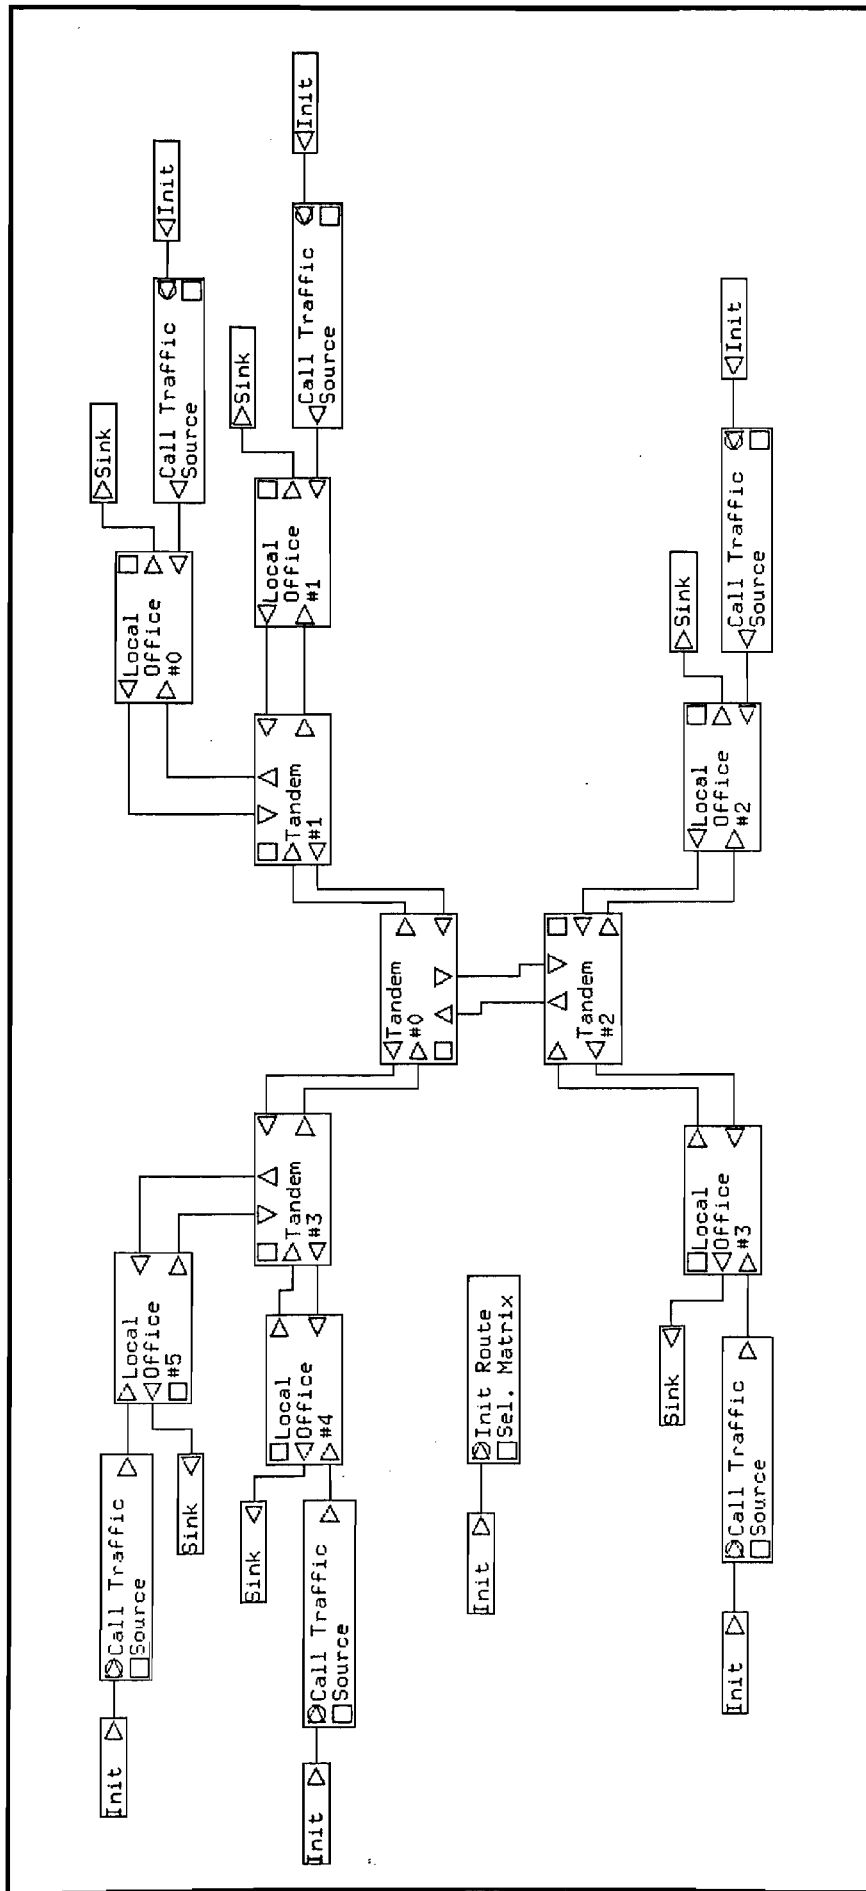 Init
Call Traffic
Source
Local
Office
#5
Sink
Init
Call Traffic
Source
Sink
Local
Office
#4
Tandem
#3
Tandem
#0
Tandem
#1
Local
Office
#0
Sink
Call Traffic
Source
Init
Local
Office
#1
Sink
Call Traffic
Source
Init
Init
Init Route
Sel. Matrix
Init
Call Traffic
Source
Sink
Local
Office
#3
Tandem
#2
Local
Office
#2
Sink
Call Traffic
Source
Init